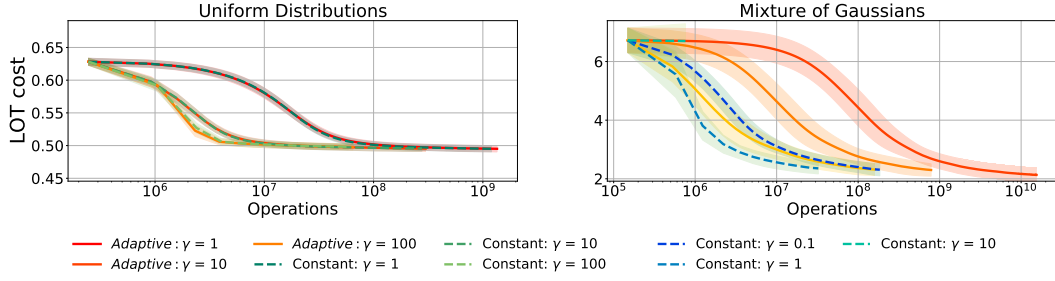 Uniform Distributions
LOT cost
0.65
0.60
0.55
0.50
0.45
10⁶ 10⁷ 10⁸ 10⁹
Operations
Mixture of Gaussians
6
4
2
10⁵ 10⁶ 10⁷ 10⁸ 10⁹ 10¹⁰
Operations
Adaptive: γ = 1
Adaptive: γ = 10
Adaptive: γ = 100
Constant: γ = 1
Constant: γ = 10
Constant: γ = 100
Constant: γ = 0.1
Constant: γ = 1
Constant: γ = 10